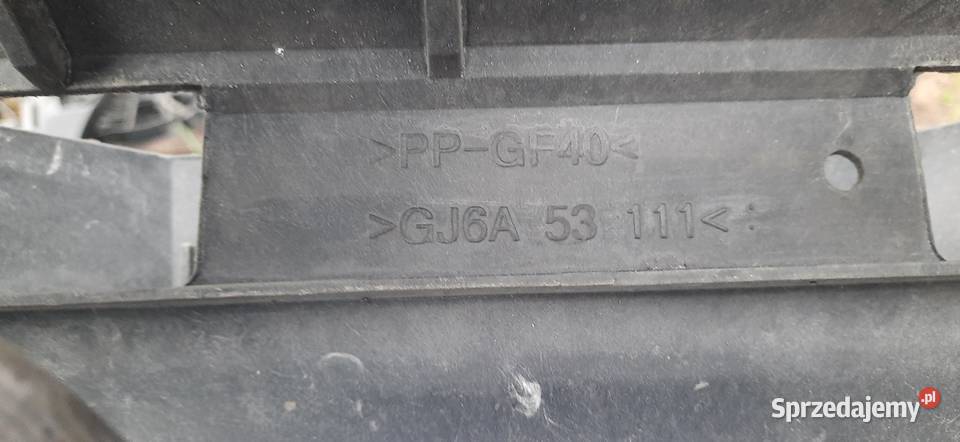 >PP-GF40<
>GJ6A 53 111<
Sprzedajemy.pl